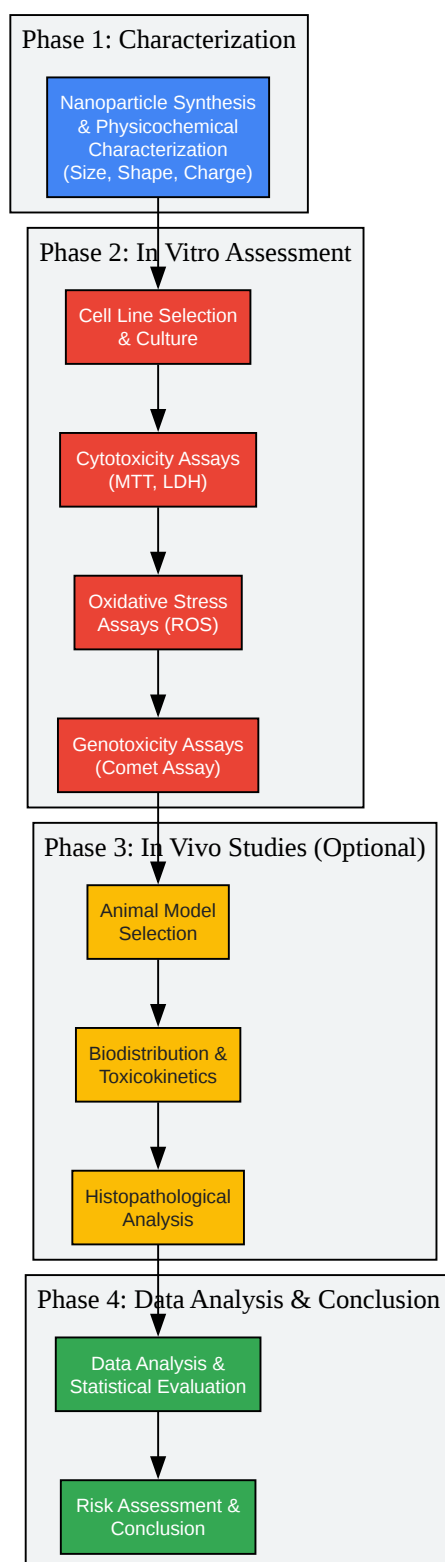 Phase 1: Characterization
Nanoparticle Synthesis
& Physicochemical
Characterization
(Size, Shape, Charge)
Phase 2: In Vitro Assessment
Cell Line Selection
& Culture
Cytotoxicity Assays
(MTT, LDH)
Oxidative Stress
Assays (ROS)
Genotoxicity Assays
(Comet Assay)
Phase 3: In Vivo Studies (Optional)
Animal Model
Selection
Biodistribution &
Toxicokinetics
Histopathological
Analysis
Phase 4: Data Analysis & Conclusion
Data Analysis &
Statistical Evaluation
Risk Assessment &
Conclusion